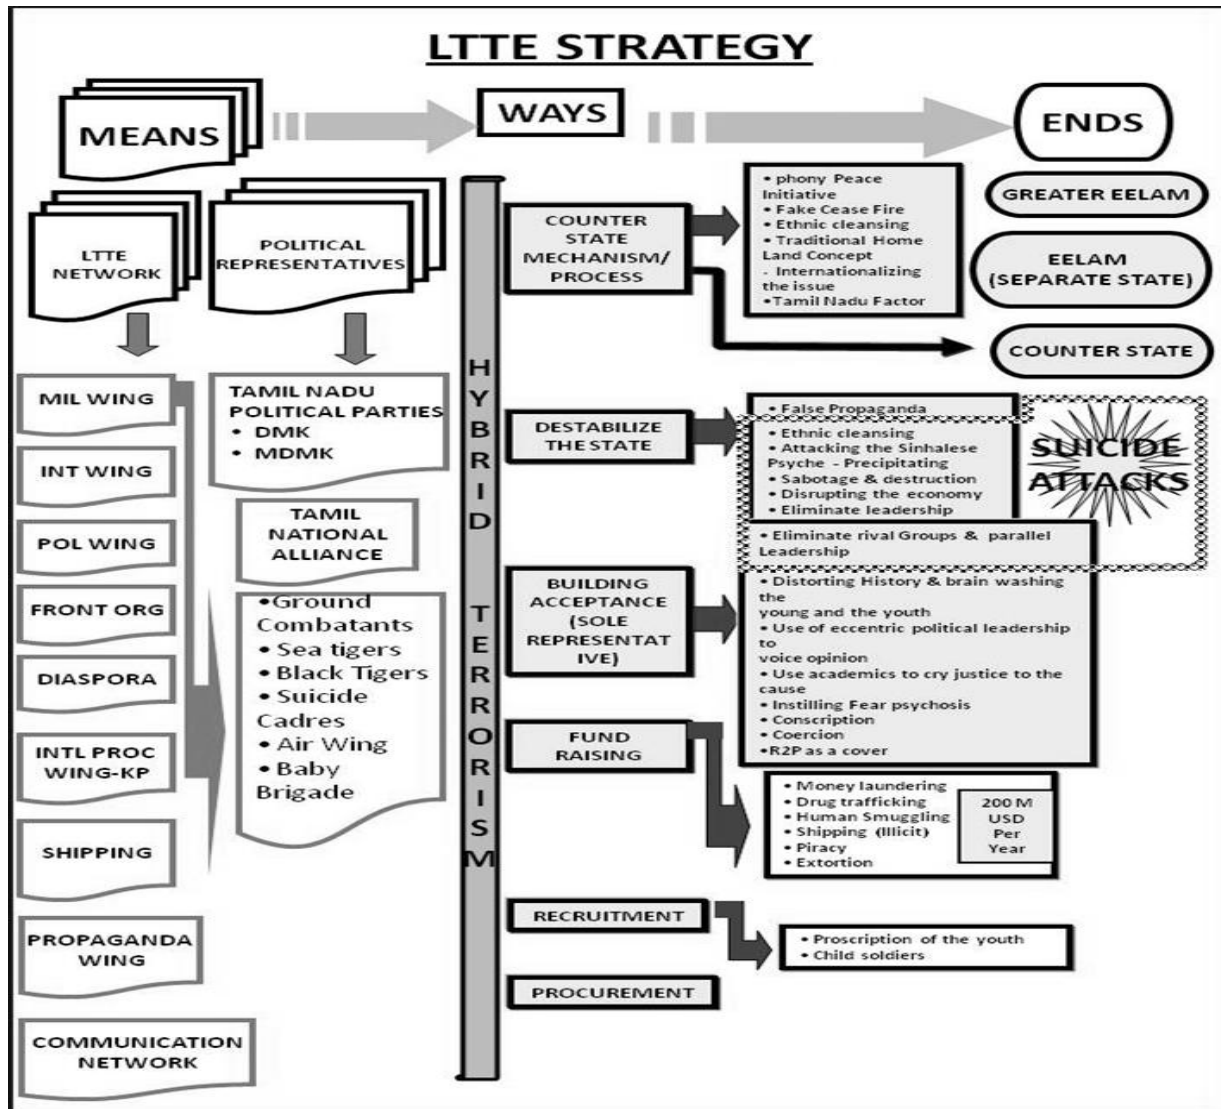 LTTE STRATEGY
MEANS
WAYS
ENDS
LTTE
NETWORK
POLITICAL
REPRESENTATIVES
MIL WING
INT WING
POL WING
FRONT ORG
DIASPORA
INTL PROC
WING-KP
SHIPPING
PROPAGANDA
WING
COMMUNICATION
NETWORK
TAMIL NADU
POLITICAL PARTIES
• DMK
• MDMK
TAMIL
NATIONAL
ALLIANCE
•Ground
Combatants
• Sea tigers
• Black Tigers
• Suicide
Cadres
• Air Wing
• Baby
Brigade
HYBRID TERRORISM
COUNTER
STATE
MECHANISM/
PROCESS
• phony Peace
Initiative
• Fake Cease Fire
• Ethnic cleansing
• Traditional Home
Land Concept
- Internationalizing
the issue
•Tamil Nadu Factor
GREATER EELAM
EELAM
(SEPARATE STATE)
COUNTER STATE
DESTABILIZE
THE STATE
• False Propaganda
• Ethnic cleansing
• Attacking the Sinhalese
Psyche - Precipitating
• Sabotage & destruction
• Disrupting the economy
• Eliminate leadership
SUICIDE
ATTACKS
BUILDING
ACCEPTANCE
(SOLE
REPRESENTAT
IVE)
• Eliminate rival Groups & parallel
Leadership
• Distorting History & brain washing
the
young and the youth
• Use of eccentric political leadership
to
voice opinion
• Use academics to cry justice to the
cause
• Instilling Fear psychosis
• Conscription
• Coercion
•R2P as a cover
FUND
RAISING
• Money laundering
• Drug trafficking
• Human Smuggling
• Shipping (Illicit)
• Piracy
• Extortion
200 M
USD
Per
Year
RECRUITMENT
• Proscription of the youth
• Child soldiers
PROCUREMENT